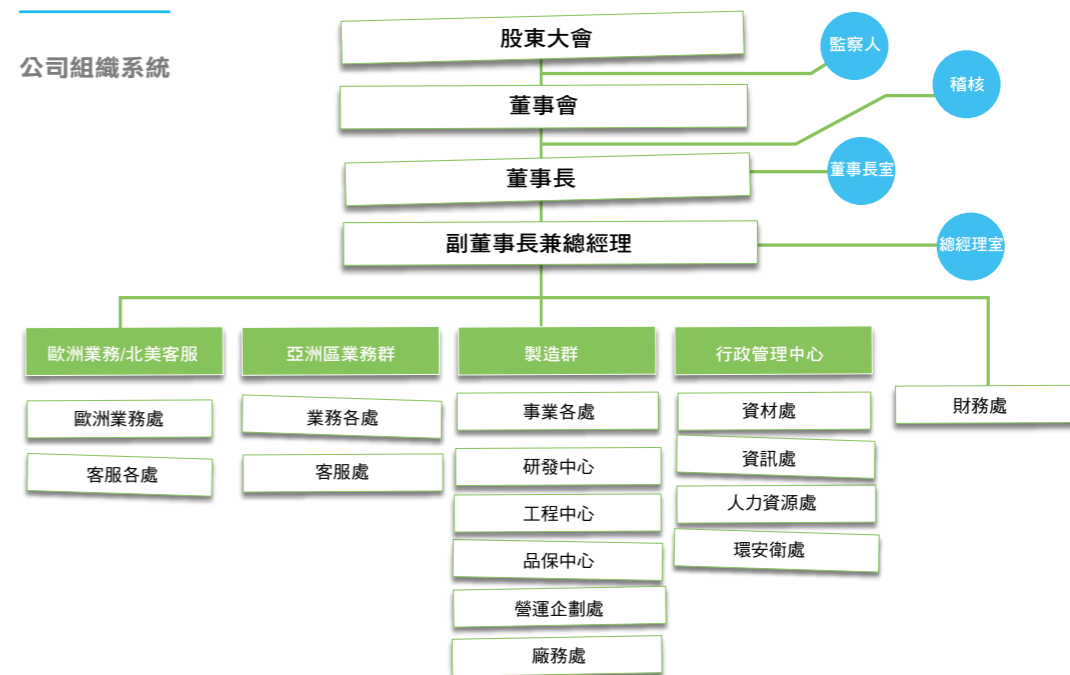 公司組織系統
股東大會
監察人
董事會
稽核
董事長
董事長室
副董事長兼總經理
總經理室
歐洲業務/北美客服
歐洲業務處
客服各處
亞洲區業務群
業務各處
客服處
製造群
事業各處
研發中心
工程中心
品保中心
營運企劃處
廠務處
行政管理中心
資材處
資訊處
人力資源處
環安衛處
財務處